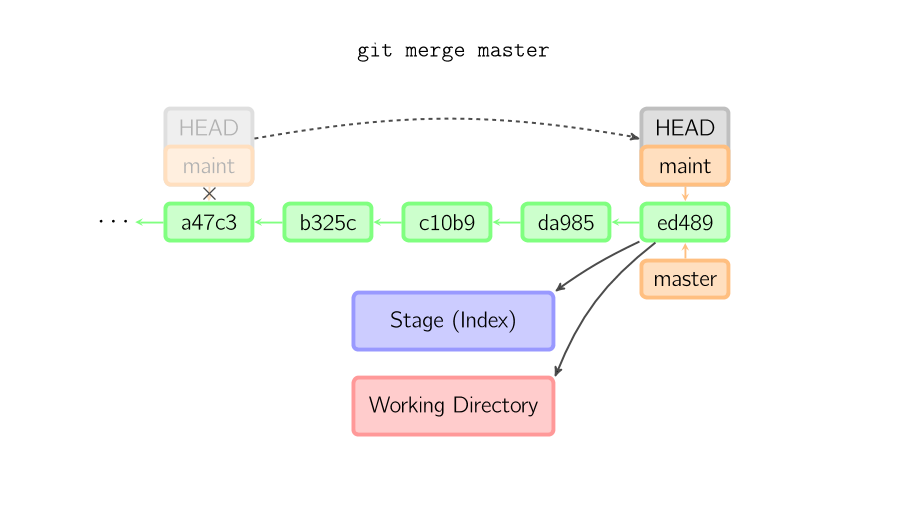 git merge master
HEAD
HEAD
maint
maint
... a47c3 b325c c10b9 da985 ed489
master
Stage (Index)
Working Directory